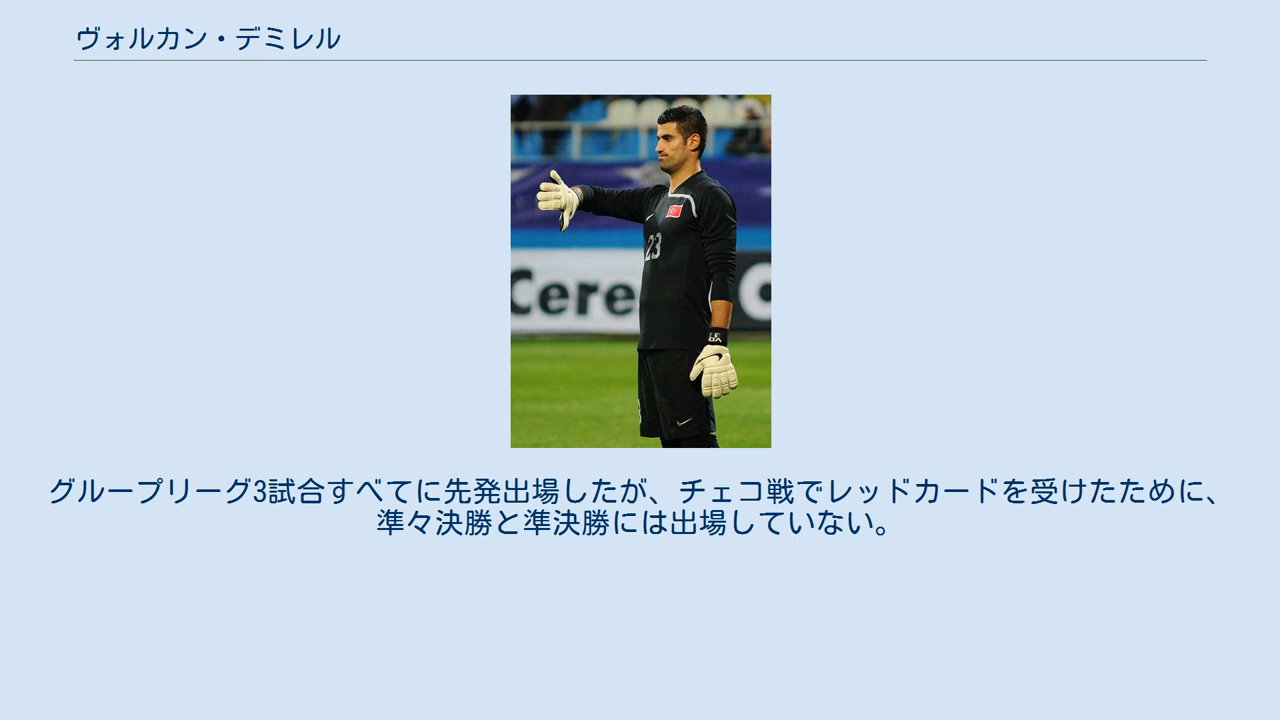 ヴォルカン・デミレル
23
Cere
グループリーグ3試合すべてに先発出場したが、チェコ戦でレッドカードを受けたために、
準々決勝と準決勝には出場していない。